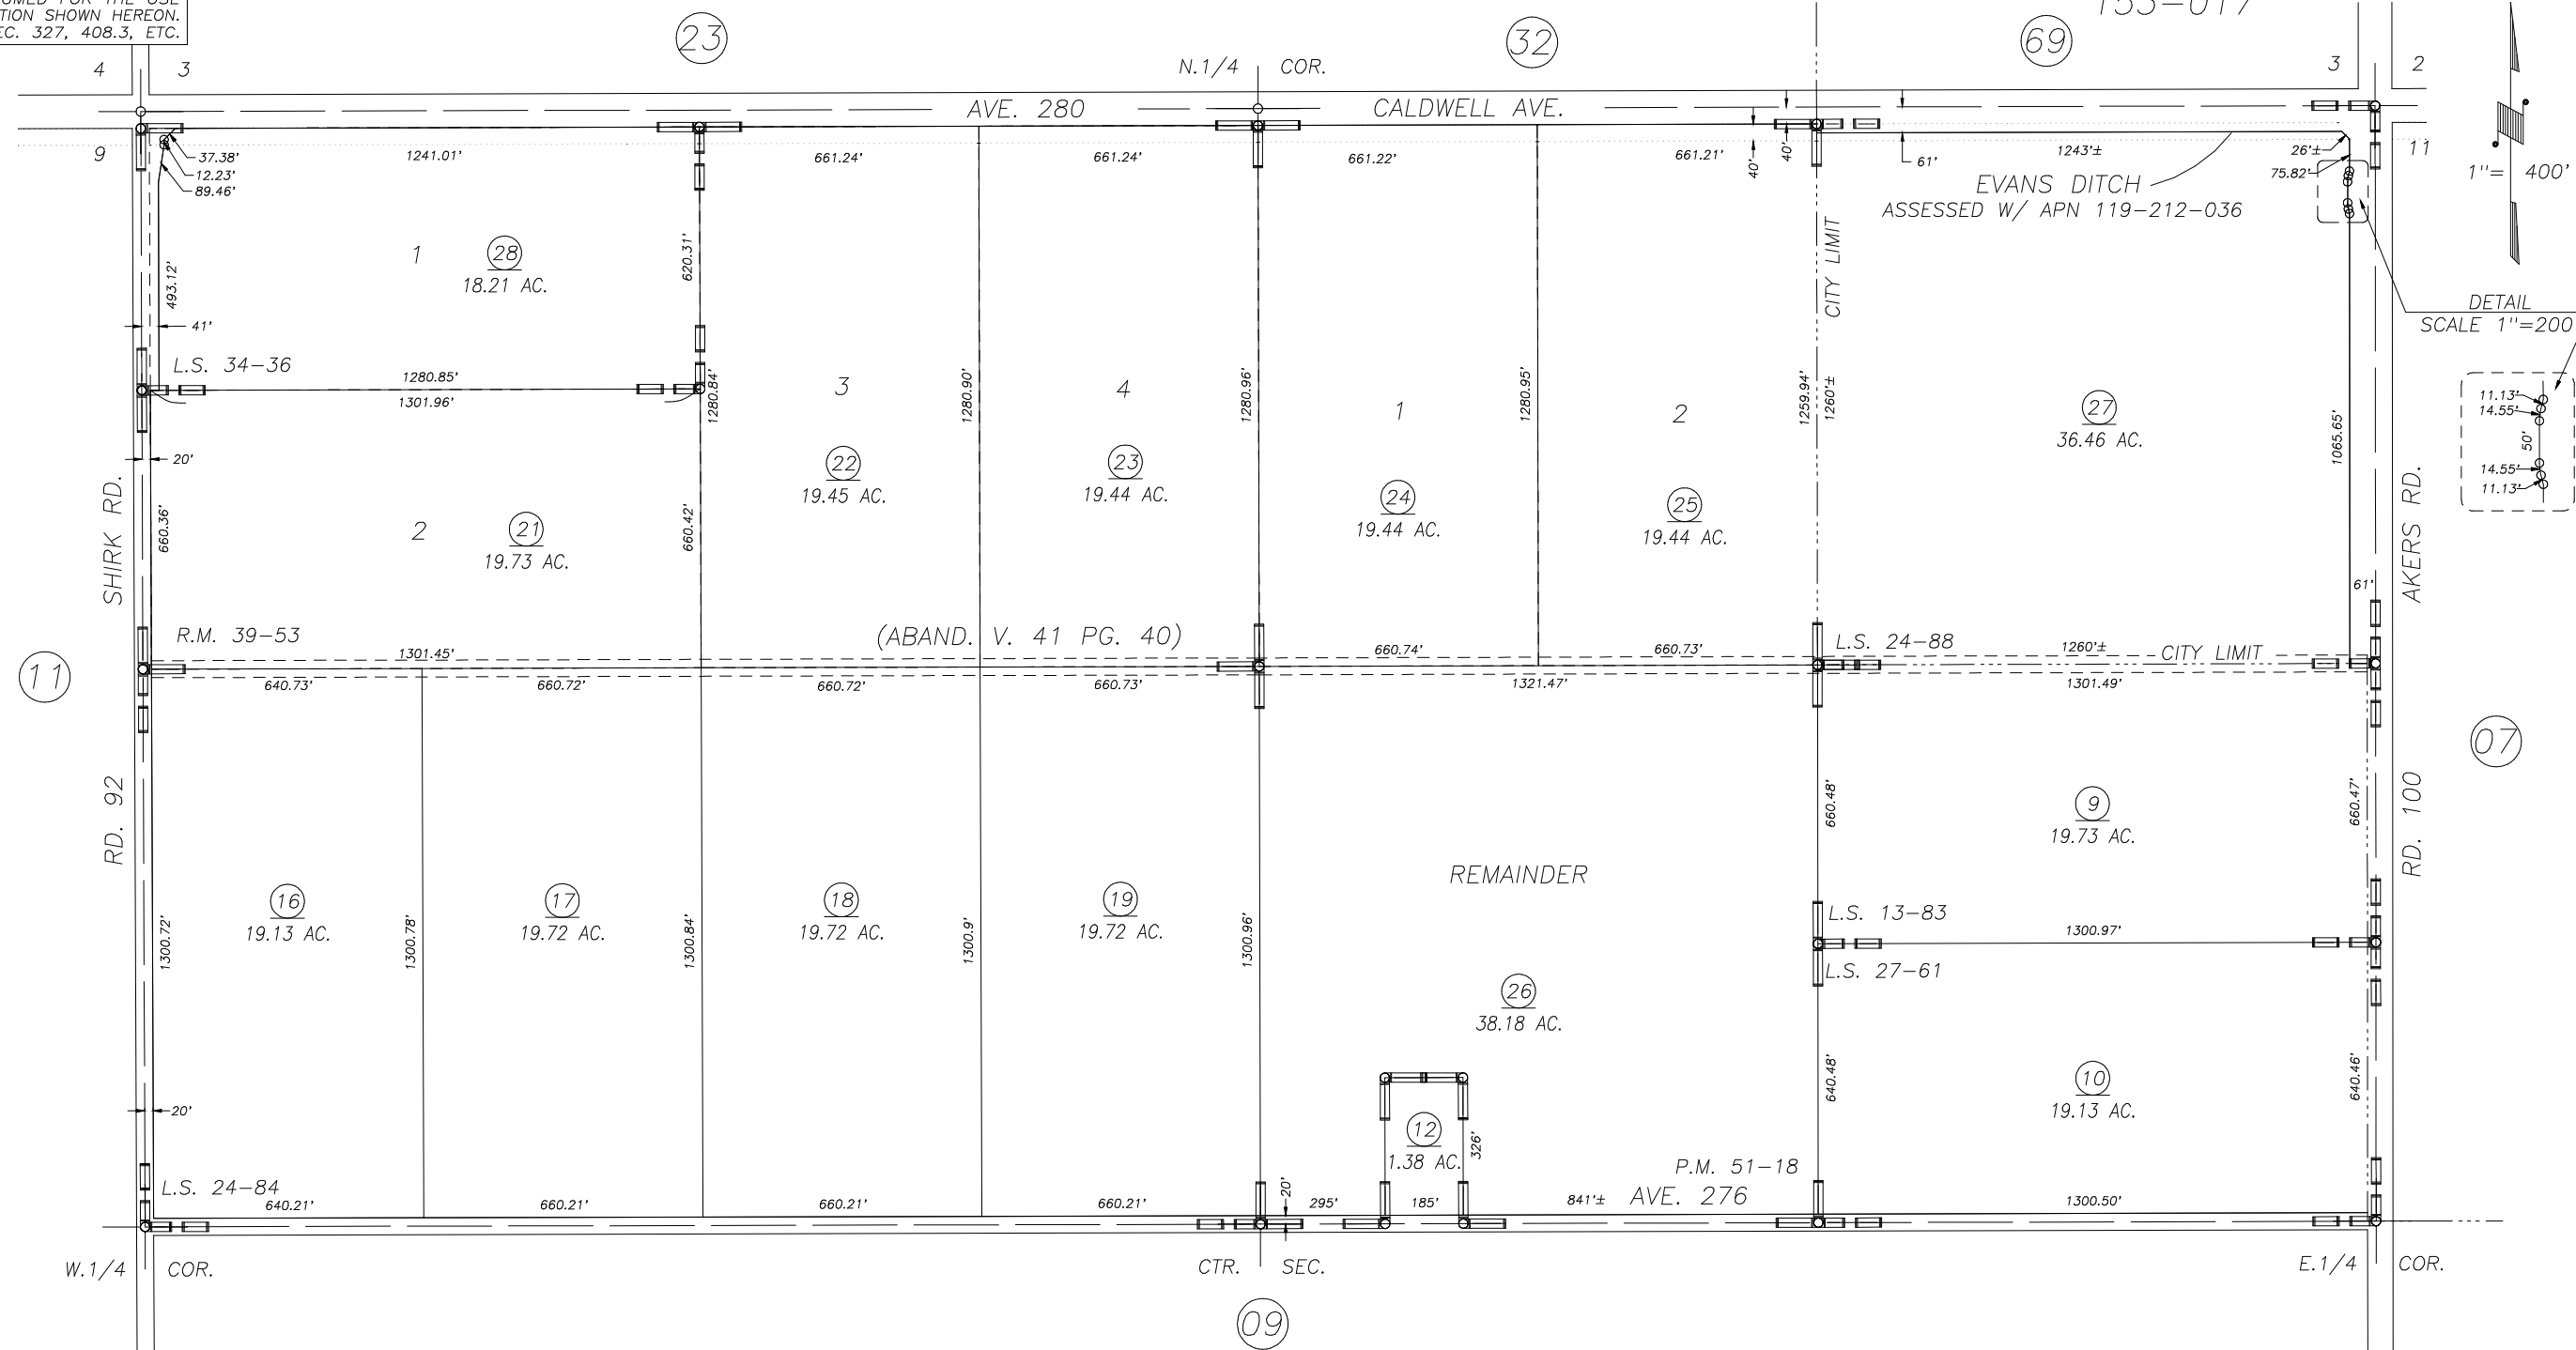 TION SHOWN HEREON.
EC. 327, 408.3, ETC.
23
32
69
4
3
N.1/4 COR.
3
2
AVE. 280
CALDWELL AVE.
9
11
37.38'
12.23'
89.46'
1241.01'
661.24'
661.24'
661.22'
661.21'
40'
40'
61'
1243'±
26'±
75.82'
1"= 400'
EVANS DITCH
ASSESSED W/ APN 119-212-036
CITY LIMIT
1
28
18.21 AC.
620.31'
493.12'
41'
DETAIL
SCALE 1"=200
L.S. 34-36
1280.85'
1301.96'
1280.84'
3
1280.90'
4
1280.96'
1
1280.95'
2
1259.94'
1260'±
27
36.46 AC.
1065.65'
11.13'
14.55'
50'
14.55'
11.13'
20'
SHIRK RD.
660.36'
2
21
19.73 AC.
660.42'
22
19.45 AC.
23
19.44 AC.
24
19.44 AC.
25
19.44 AC.
AKERS RD.
61'
R.M. 39-53
(ABAND. V. 41 PG. 40)
L.S. 24-88
1301.45'
660.74'
660.73'
1260'±
CITY LIMIT
11
640.73'
660.72'
660.72'
660.73'
1321.47'
1301.49'
07
RD. 92
660.48'
9
19.73 AC.
660.47'
RD. 100
REMAINDER
1300.72'
16
19.13 AC.
1300.78'
17
19.72 AC.
1300.84'
18
19.72 AC.
1300.9'
19
19.72 AC.
1300.96'
L.S. 13-83
1300.97'
L.S. 27-61
26
38.18 AC.
640.48'
10
19.13 AC.
640.46'
20'
12
1.38 AC.
326'
P.M. 51-18
L.S. 24-84
640.21'
660.21'
660.21'
660.21'
20'
295'
185'
841'±
AVE. 276
1300.50'
W.1/4 COR.
CTR. SEC.
E.1/4 COR.
09